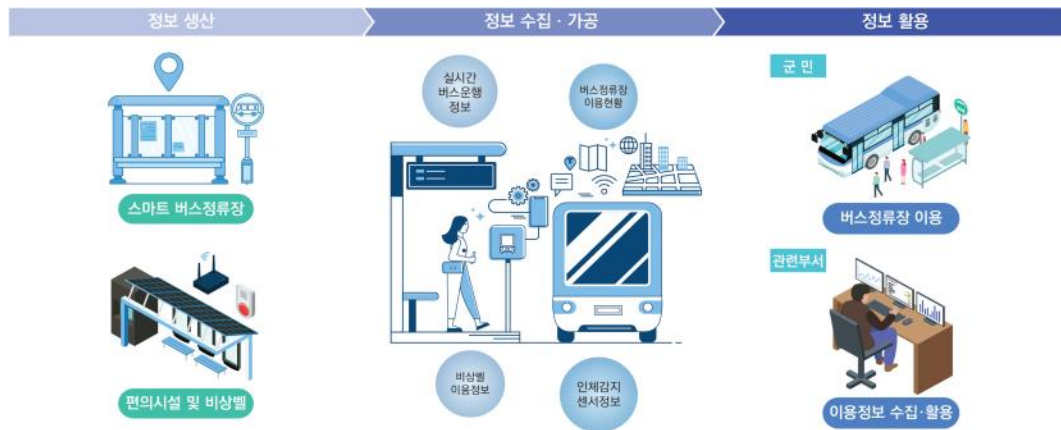 정보 생산
정보 수집 · 가공
정보 활용
실시간
버스운행
정보
버스정류장
이용현황
군 민
스마트 버스정류장
버스정류장 이용
관련부서
편의시설 및 비상벨
비상벨
이용정보
인체감지
센서정보
이용정보 수집·활용